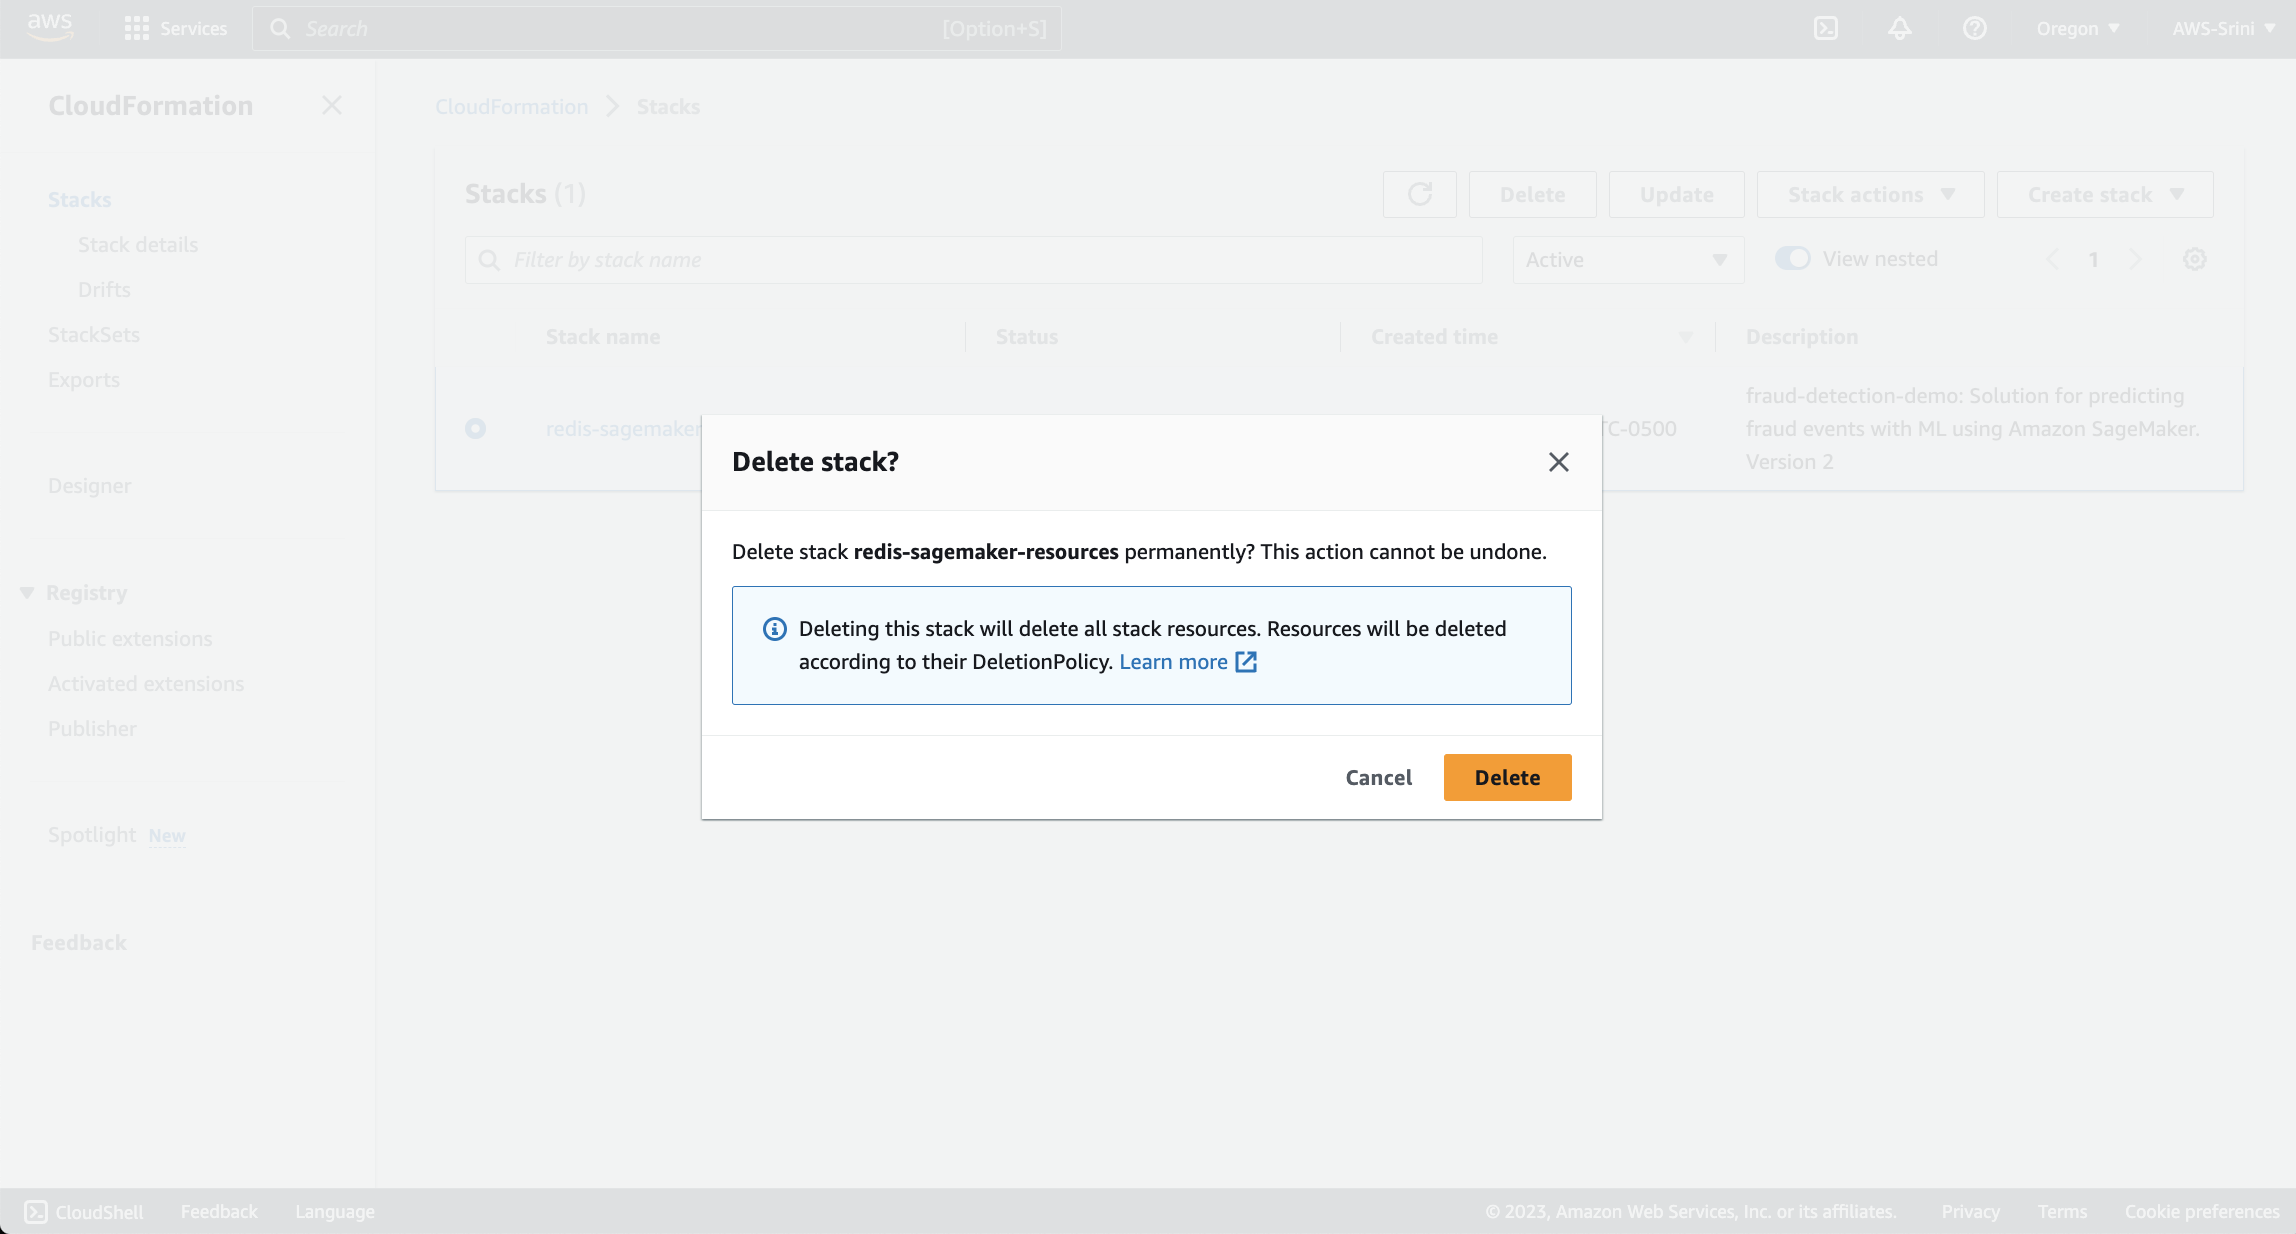 aws
Services
Search
[Option+S]
Oregon
AWS-Srini
CloudFormation
Stacks
Stack details
Drifts
StackSets
Exports
Designer
Registry
Public extensions
Activated extensions
Publisher
Spotlight New
Feedback
CloudFormation > Stacks
Stacks (1)
Delete
Update
Stack actions
Create stack
Filter by stack name
Active
View nested
1
Stack name
Status
Created time
Description
redis-sagemaker
TC-0500
fraud-detection-demo: Solution for predicting
fraud events with ML using Amazon SageMaker.
Version 2
Delete stack?
Delete stack redis-sagemaker-resources permanently? This action cannot be undone.
Deleting this stack will delete all stack resources. Resources will be deleted
according to their DeletionPolicy. Learn more
Cancel
Delete
CloudShell
Feedback
Language
© 2023, Amazon Web Services, Inc. or its affiliates.
Privacy
Terms
Cookie preferences